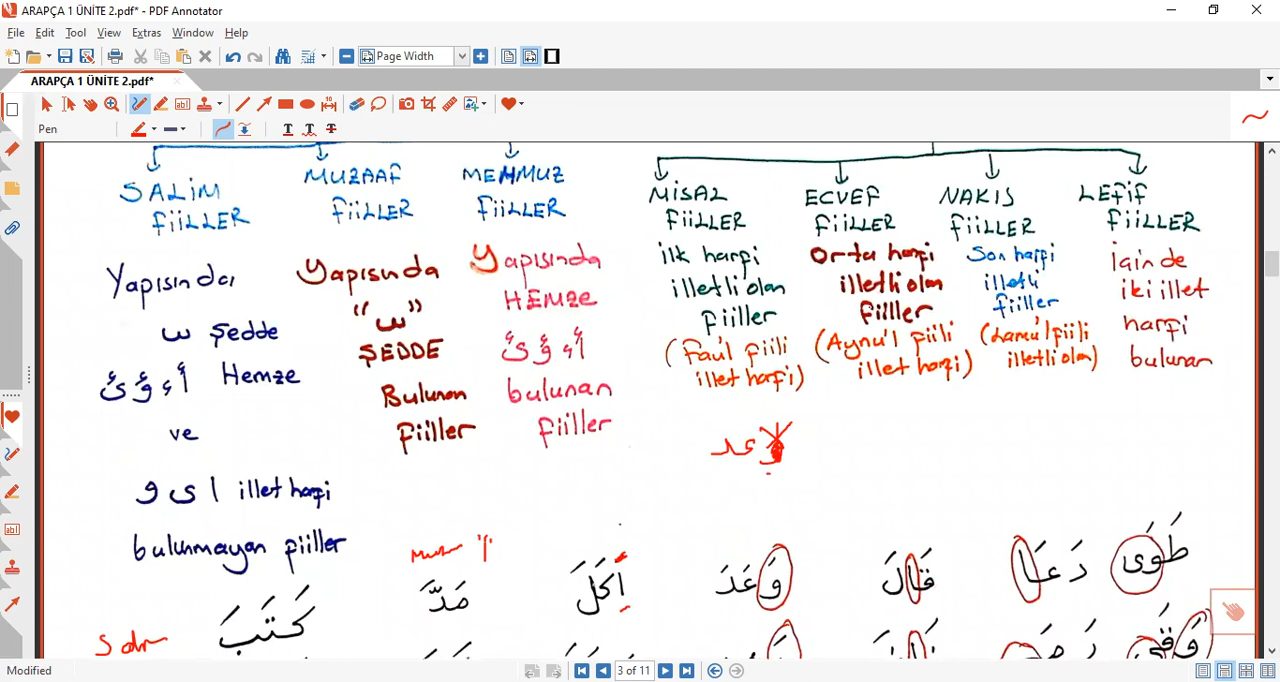 ARAPÇA 1 ÜNİTE 2.pdf* - PDF Annotator
File Edit Tool View Extras Window Help
Page Width
ARAPÇA 1 ÜNİTE 2.pdf*
Pen
SALİM
FİİLLER
Yapısında
Şedde
أ ء ؤ ئ Hemze
ve
ا ى و illet harfi
bulunmayan fiiller
كَتَبَ
MUZAAF
FİİLLER
Yapısında
ŞEDDE
Bulunan
fiiller
مَدَّ
MEHMUZ
FİİLLER
Yapısında
HEMZE
أ ء ؤ ئ
bulunan
fiiller
أَكَلَ
MİSAL
FİİLLER
ilk harfi
illetli olan
fiiller
(Fau'l fiili
illet harfi)
وَعَدَ
ECVEF
FİİLLER
Orta harfi
illetli olan
fiiller
(Aynu'l fiili
illet harfi)
قَالَ
NAKIS
FİİLLER
Son harfi
illetli
fiiller
(Lamu'l fiili
illetli olan)
دَعَا
LEFİF
FİİLLER
İçinde
iki illet
harfi
bulunan
طَوَى
Modified
3 of 11